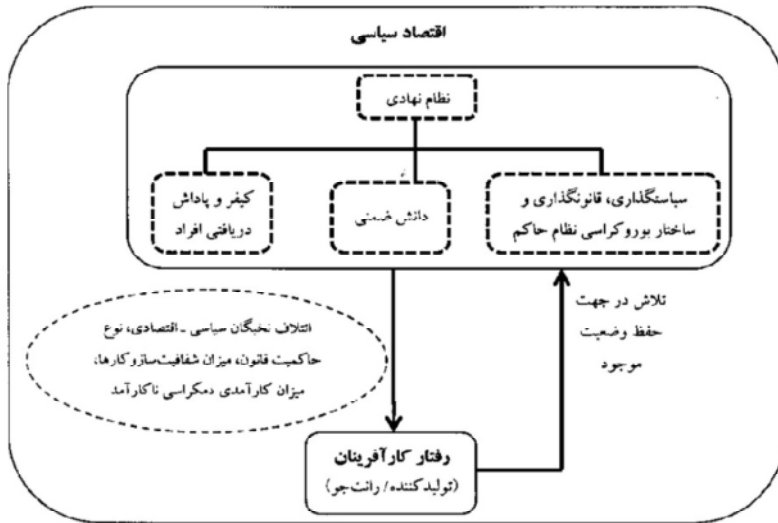 اقتصاد سیاسی
نظام نهادی
سیاستگذاری، قانونگذاری و
ساختار بوروکراسی نظام حاکم
دانش ضمنی
کیفر و پاداش
دریافتی افراد
ائتلاف نخبگان سیاسی ـ اقتصادی، نوع
حاکمیت قانون، میزان شفافیت‌سازوکارها،
میزان کارآمدی دمکراسی ناکارآمد
تلاش در جهت
حفظ وضعیت
موجود
رفتار کارآفرینان
(تولیدکننده/ رانت‌جو)